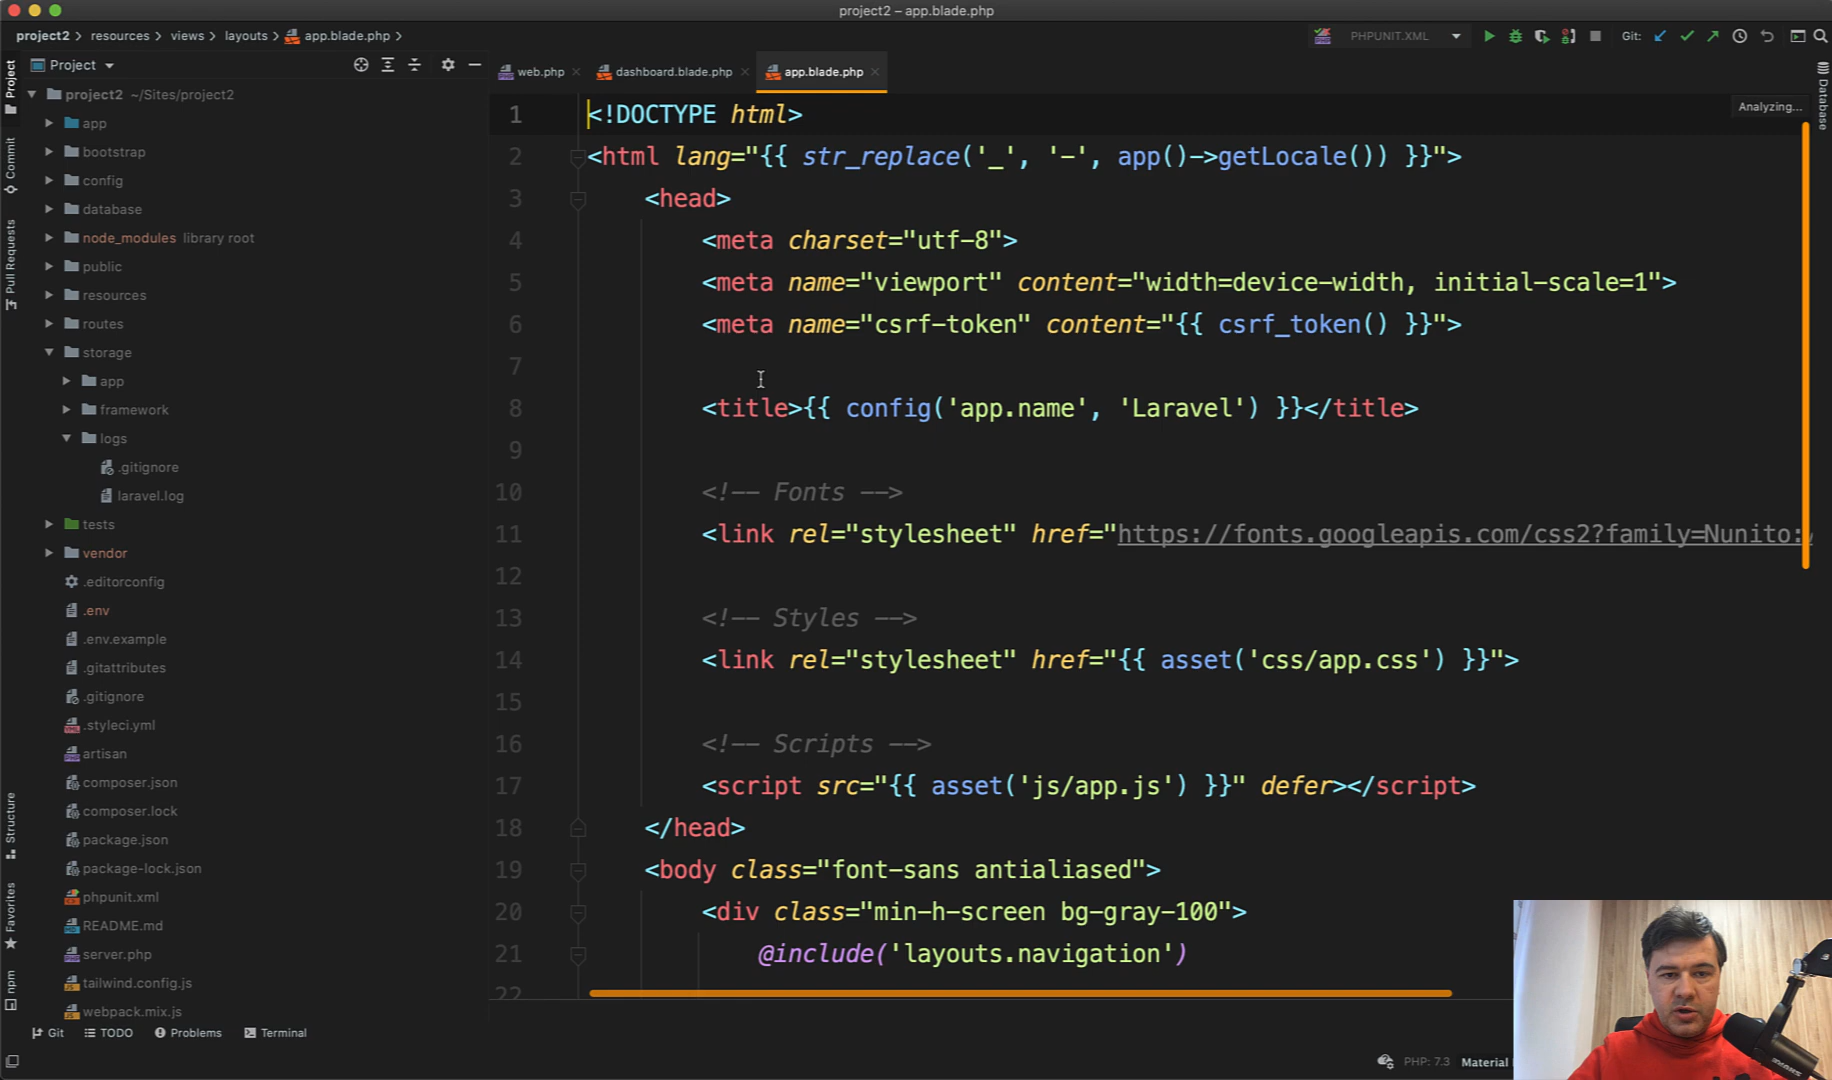 project2 – app.blade.php
project2 resources views layouts app.blade.php
PHPUNIT.XML
Git:
Project
web.php
dashboard.blade.php
app.blade.php
Project
Commit
Pull Requests
Structure
Favorites
npm
Database
Analyzing...
project2 ~/Sites/project2
app
bootstrap
config
database
node_modules library root
public
resources
routes
storage
app
framework
logs
.gitignore
laravel.log
tests
vendor
.editorconfig
.env
.env.example
.gitattributes
.gitignore
.styleci.yml
artisan
composer.json
composer.lock
package.json
package-lock.json
phpunit.xml
README.md
server.php
tailwind.config.js
webpack.mix.js
1 <!DOCTYPE html>
2 <html lang="{{ str_replace('_', '-', app()->getLocale()) }}">
3 <head>
4 <meta charset="utf-8">
5 <meta name="viewport" content="width=device-width, initial-scale=1">
6 <meta name="csrf-token" content="{{ csrf_token() }}">
7
8 <title>{{ config('app.name', 'Laravel') }}</title>
9
10 <!-- Fonts -->
11 <link rel="stylesheet" href="https://fonts.googleapis.com/css2?family=Nunito:
12
13 <!-- Styles -->
14 <link rel="stylesheet" href="{{ asset('css/app.css') }}">
15
16 <!-- Scripts -->
17 <script src="{{ asset('js/app.js') }}" defer></script>
18 </head>
19 <body class="font-sans antialiased">
20 <div class="min-h-screen bg-gray-100">
21 @include('layouts.navigation')
22
Git TODO Problems Terminal
PHP: 7.3 Material